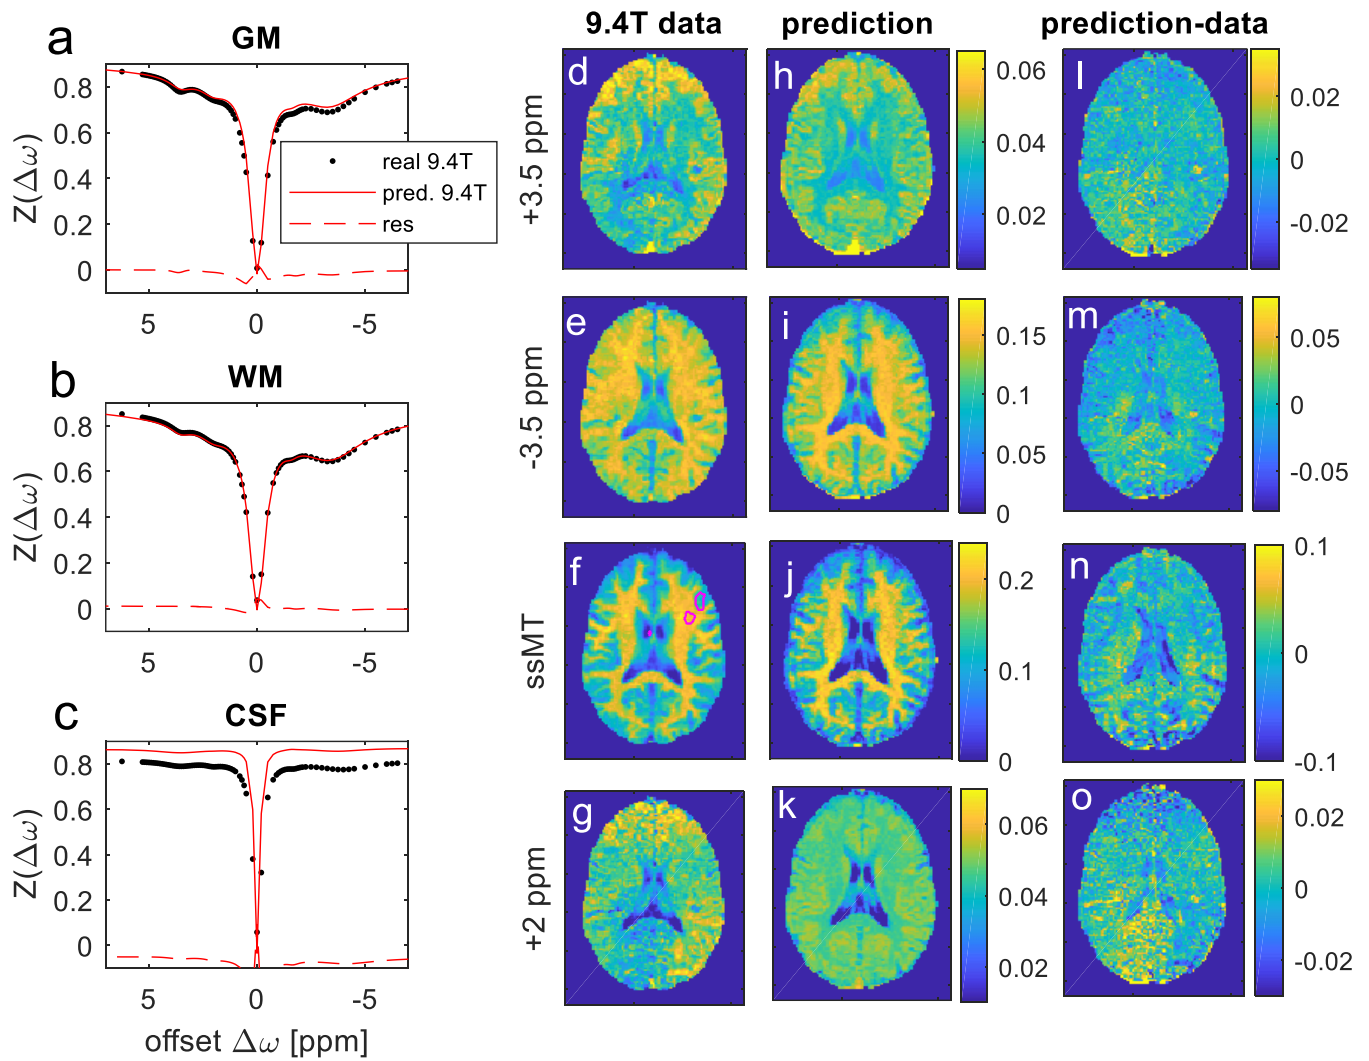 a
GM
Z(Δω)
0.8
0.6
0.4
0.2
0
5
0
-5
real 9.4T
pred. 9.4T
res
b
WM
Z(Δω)
0.8
0.6
0.4
0.2
0
5
0
-5
c
CSF
Z(Δω)
0.8
0.6
0.4
0.2
0
5
0
-5
offset Δω [ppm]
9.4T data
prediction
prediction-data
+3.5 ppm
d
h
0.06
0.04
0.02
l
0.02
0
-0.02
-3.5 ppm
e
i
0.15
0.1
0.05
0
m
0.05
0
-0.05
ssMT
f
j
0.2
0.1
0
n
0.1
0
-0.1
+2 ppm
g
k
0.06
0.04
0.02
o
0.02
0
-0.02